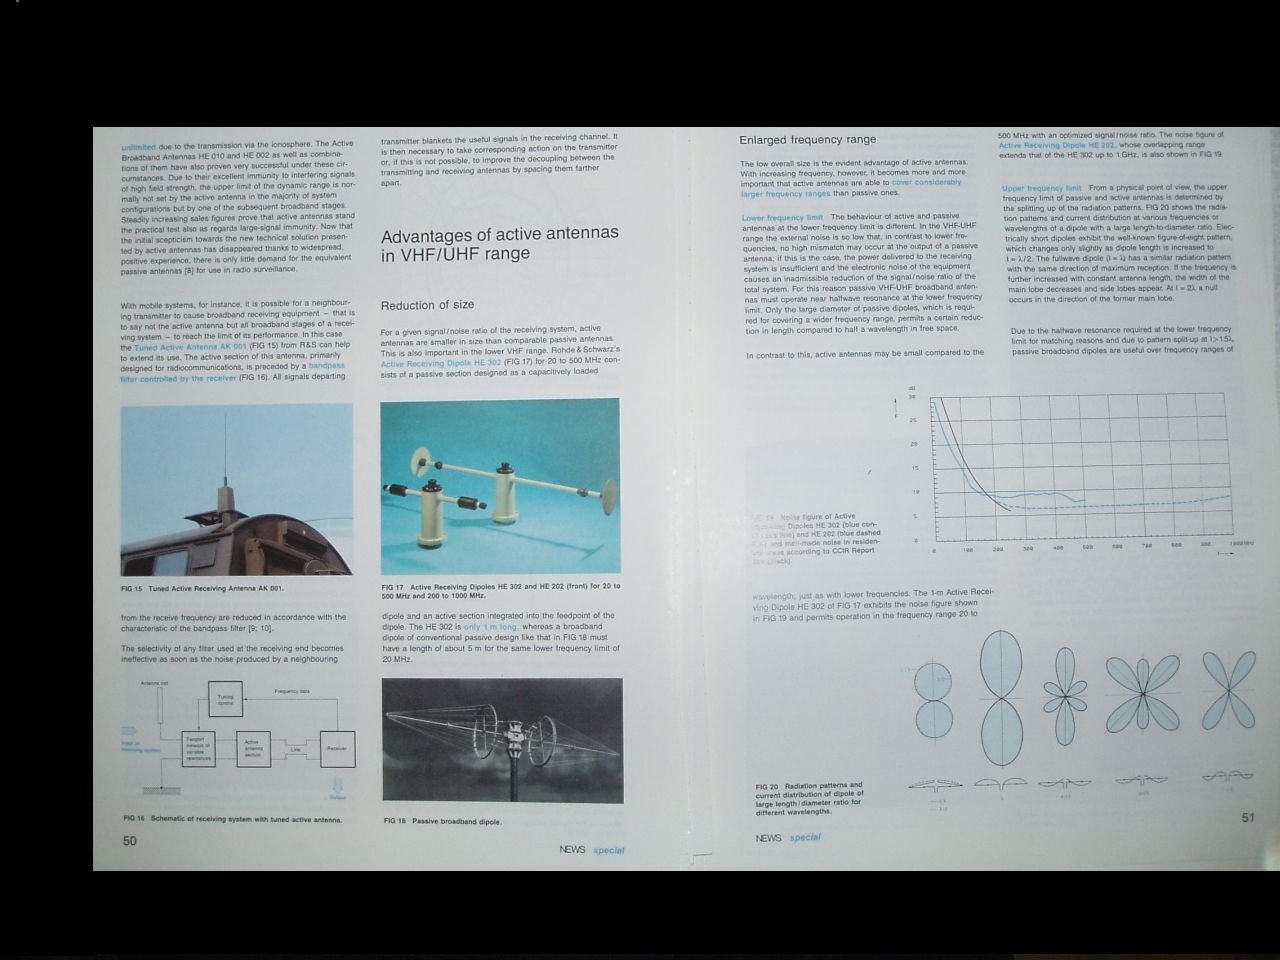 unlimited due to the transmission via the ionosphere. The Active
Broadband Antennas HE 010 and HE 002 as well as combina-
tions of them have also proven very successful under these cir-
cumstances. Due to their excellent immunity to interfering signals
of high field strength, the upper limit of the dynamic range is nor-
mally not set by the active antenna in the majority of system
configurations but by one of the subsequent broadband stages.
Steadily increasing sales figures prove that active antennas stand
the practical test also as regards large-signal immunity. Now that
the initial scepticism towards the new technical solution presen-
ted by active antennas has disappeared thanks to widespread,
positive experience, there is only little demand for the equivalent
passive antennas [8] for use in radio surveillance.
With mobile systems, for instance, it is possible for a neighbour-
ing transmitter to cause broadband receiving equipment – that is
to say not the active antenna but all broadband stages of a recei-
ving system – to reach the limit of its performance. In this case
the Tuned Active Antenna AK 001 (FIG 15) from R&S can help
to extend its use. The active section of this antenna, primarily
designed for radiocommunications, is preceded by a bandpass
filter controlled by the receiver (FIG 16). All signals departing
FIG 15 Tuned Active Receiving Antenna AK 001.
from the receive frequency are reduced in accordance with the
characteristic of the bandpass filter [9; 10].
The selectivity of any filter used at the receiving end becomes
ineffective as soon as the noise produced by a neighbouring
Antenna rod
Tuning
control
Frequency data
Twoport
network of
variable
reactances
Active
antenna
section
Line
Receiver
Output
FIG 16 Schematic of receiving system with tuned active antenna.
50
transmitter blankets the useful signals in the receiving channel. It
is then necessary to take corresponding action on the transmitter
or, if this is not possible, to improve the decoupling between the
transmitting and receiving antennas by spacing them farther
apart.
Advantages of active antennas
in VHF/UHF range
Reduction of size
For a given signal/noise ratio of the receiving system, active
antennas are smaller in size than comparable passive antennas.
This is also important in the lower VHF range. Rohde & Schwarz's
Active Receiving Dipole HE 302 (FIG 17) for 20 to 500 MHz con-
sists of a passive section designed as a capacitively loaded
FIG 17 Active Receiving Dipoles HE 302 and HE 202 (front) for 20 to
500 MHz and 200 to 1000 MHz.
dipole and an active section integrated into the feedpoint of the
dipole. The HE 302 is only 1 m long, whereas a broadband
dipole of conventional passive design like that in FIG 18 must
have a length of about 5 m for the same lower frequency limit of
20 MHz.
FIG 18 Passive broadband dipole.
NEWS special
Enlarged frequency range
The low overall size is the evident advantage of active antennas.
With increasing frequency, however, it becomes more and more
important that active antennas are able to cover considerably
larger frequency ranges than passive ones.
Lower frequency limit The behaviour of active and passive
antennas at the lower frequency limit is different. In the VHF-UHF
range the external noise is so low that, in contrast to lower fre-
quencies, no high mismatch may occur at the output of a passive
antenna; if this is the case, the power delivered to the receiving
system is insufficient and the electronic noise of the equipment
causes an inadmissible reduction of the signal/noise ratio of the
total system. For this reason passive VHF-UHF broadband anten-
nas must operate near halfwave resonance at the lower frequency
limit. Only the large diameter of passive dipoles, which is requi-
red for covering a wider frequency range, permits a certain reduc-
tion in length compared to half a wavelength in free space.
In contrast to this, active antennas may be small compared to the
500 MHz with an optimized signal/noise ratio. The noise figure of
Active Receiving Dipole HE 202, whose overlapping range
extends that of the HE 302 up to 1 GHz, is also shown in FIG 19.
Upper frequency limit From a physical point of view, the upper
frequency limit of passive and active antennas is determined by
the splitting up of the radiation patterns. FIG 20 shows the radia-
tion patterns and current distribution at various frequencies or
wavelengths of a dipole with a large length-to-diameter ratio. Elec-
trically short dipoles exhibit the well-known figure-of-eight pattern,
which changes only slightly as dipole length is increased to
l = λ/2. The fullwave dipole (l = λ) has a similar radiation pattern
with the same direction of maximum reception. If the frequency is
further increased with constant antenna length, the width of the
main lobe decreases and side lobes appear. At l = 2λ, a null
occurs in the direction of the former main lobe.
Due to the halfwave resonance required at the lower frequency
limit for matching reasons and due to pattern split-up at l>1.5λ,
passive broadband dipoles are useful over frequency ranges of
dB
30
F
25
20
15
10
5
0
0 100 200 300 400 500 600 700 800 900 1000 MHz
Noise figure of Active
Dipoles HE 302 (blue con-
line) and HE 202 (blue dashed
and man-made noise in residen-
according to CCIR Report
wavelength, just as with lower frequencies. The 1-m Active Recei-
ving Dipole HE 302 of FIG 17 exhibits the noise figure shown
in FIG 19 and permits operation in the frequency range 20 to
FIG 20 Radiation patterns and
current distribution of dipole of
large length/diameter ratio for
different wavelengths.
NEWS special
51